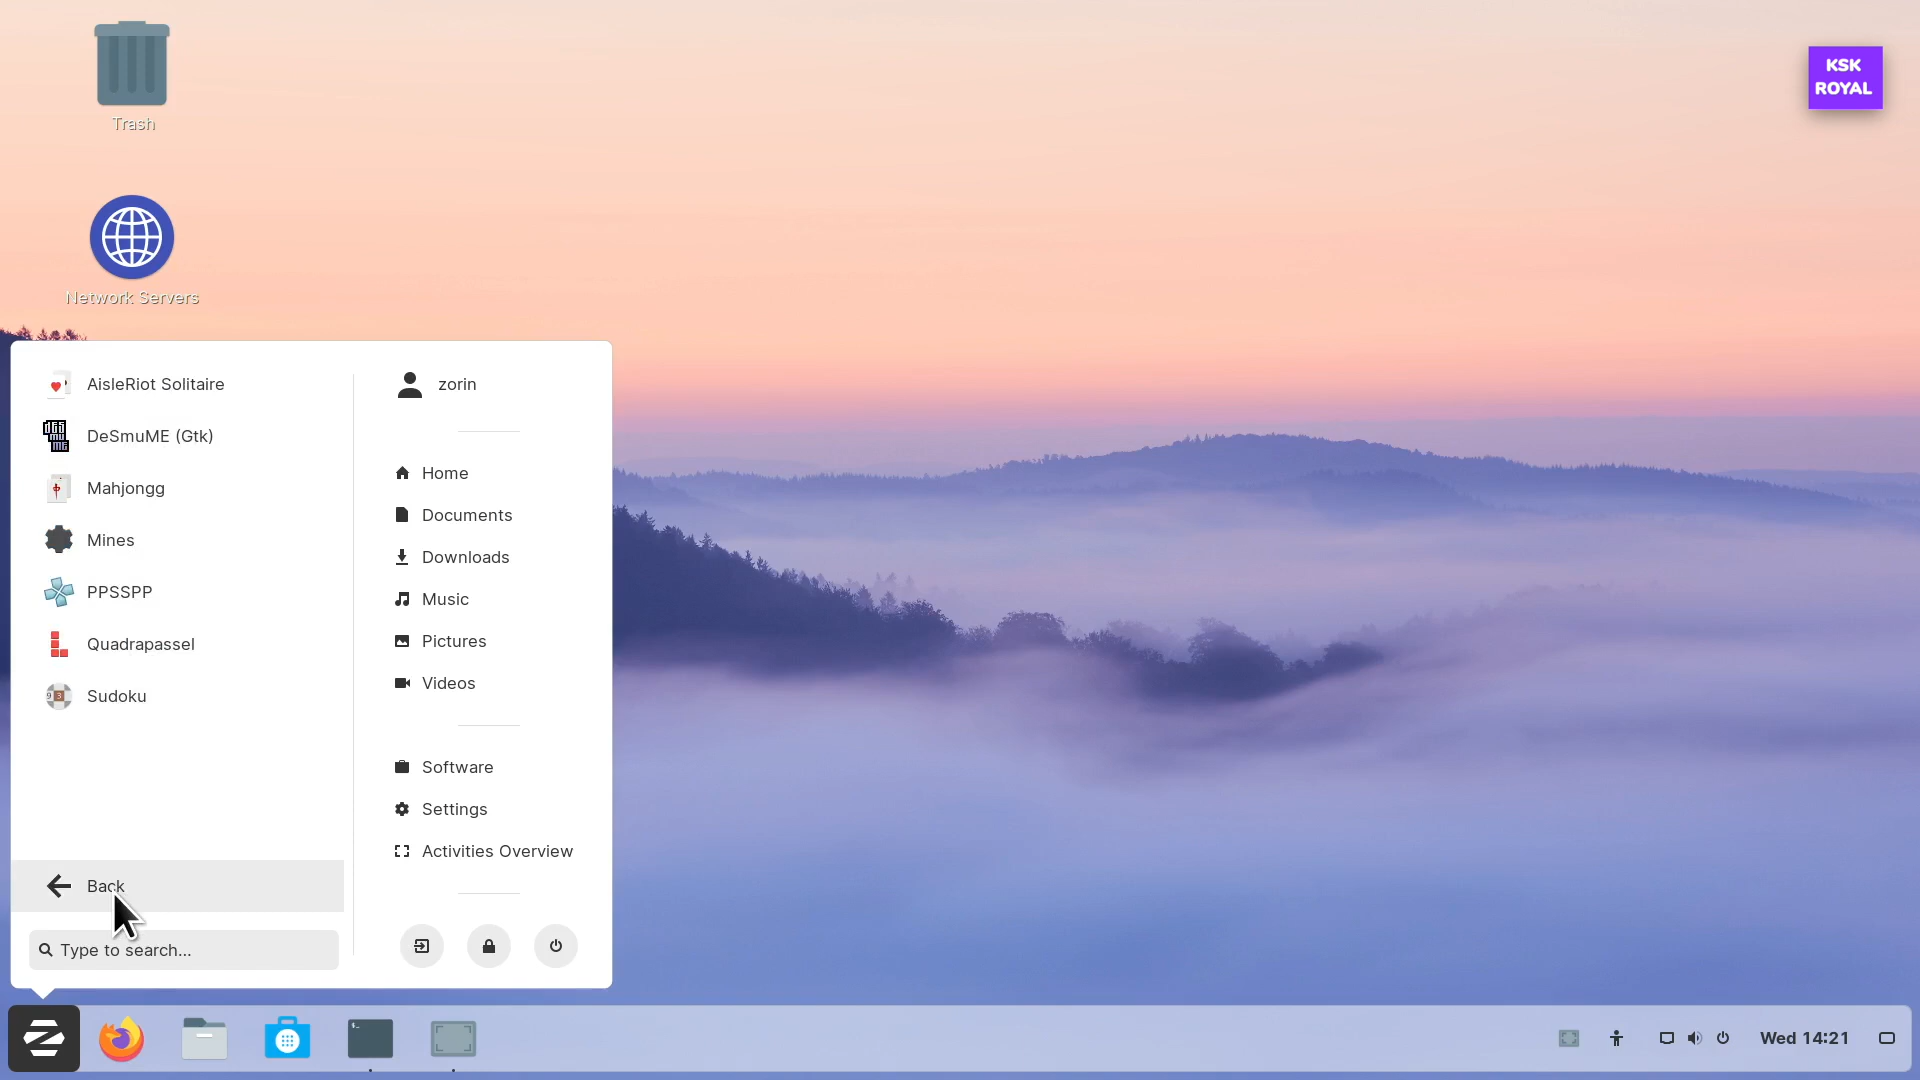 Trash
KSK
ROYAL
Network Servers
AisleRiot Solitaire
DeSmuME (Gtk)
Mahjongg
Mines
PPSSPP
Quadrapassel
Sudoku
Back
Type to search...
zorin
Home
Documents
Downloads
Music
Pictures
Videos
Software
Settings
Activities Overview
Wed 14:21